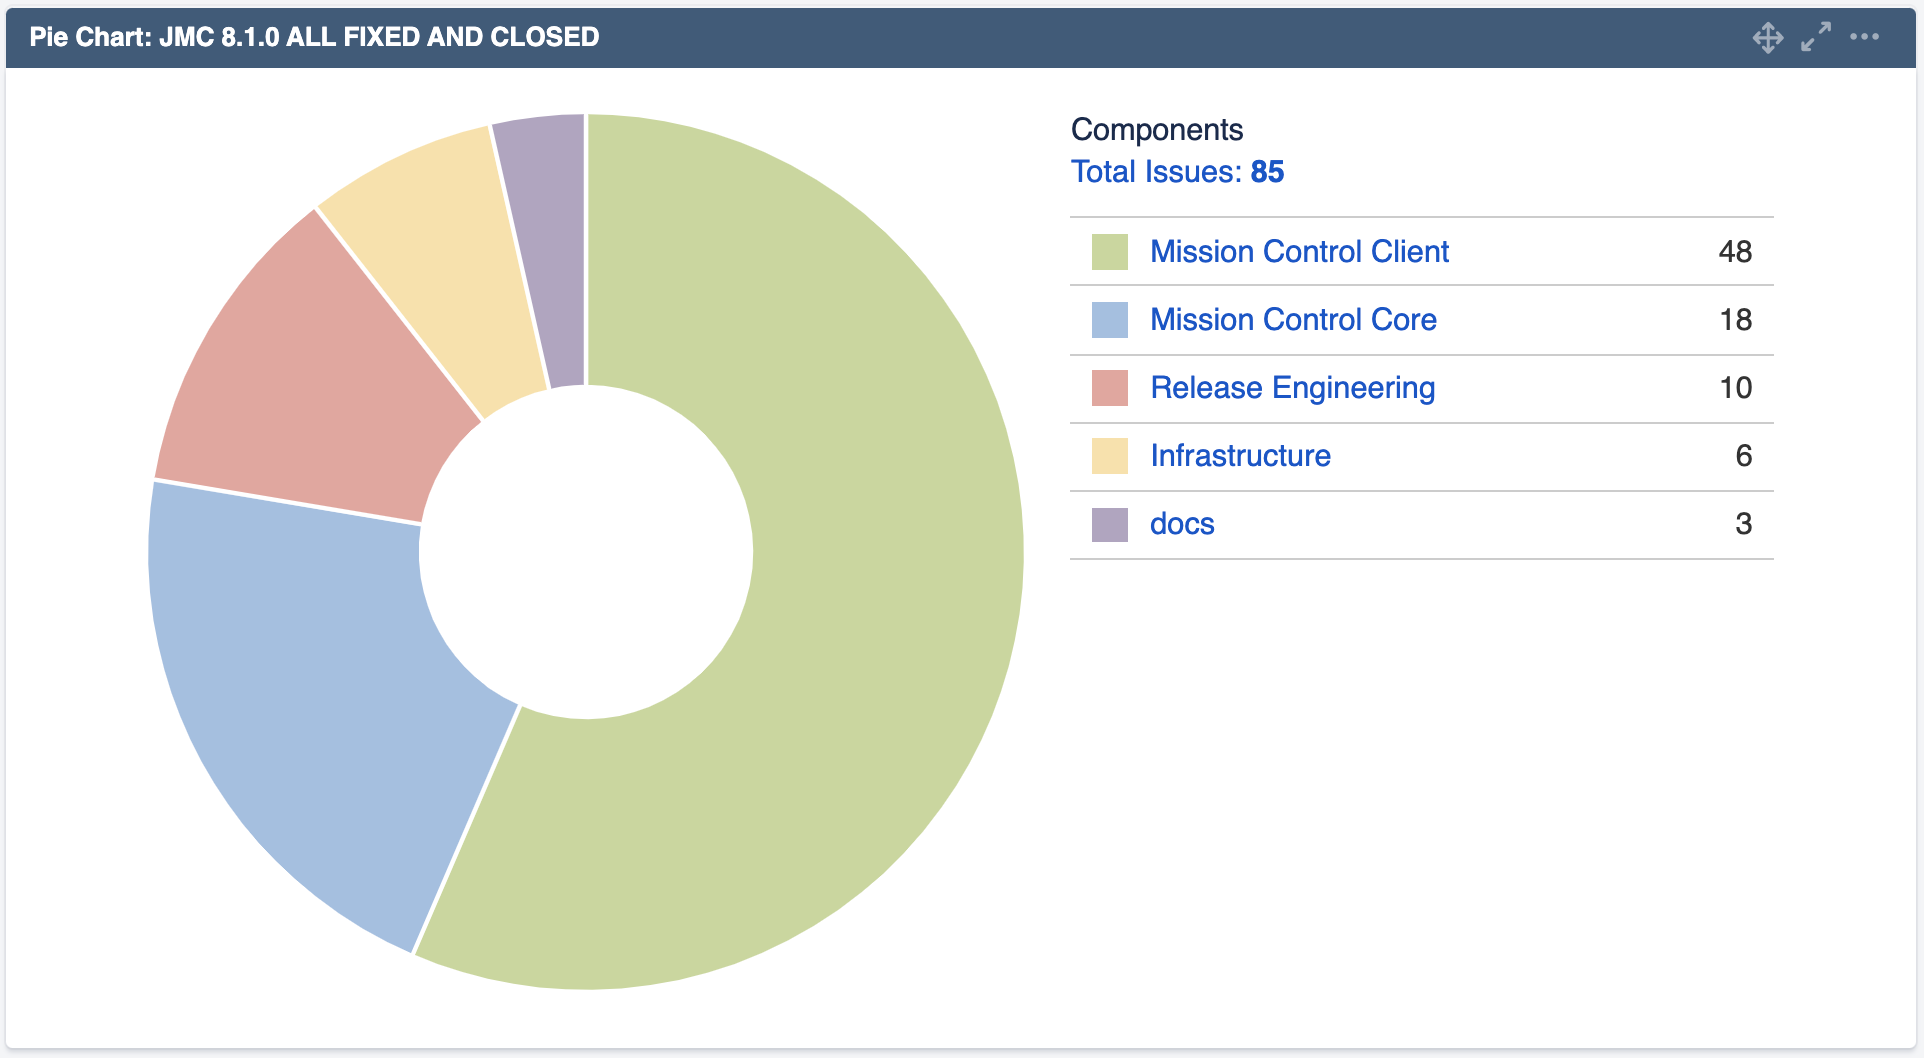 Pie Chart: JMC 8.1.0 ALL FIXED AND CLOSED
Components
Total Issues: 85
Mission Control Client 48
Mission Control Core 18
Release Engineering 10
Infrastructure 6
docs 3